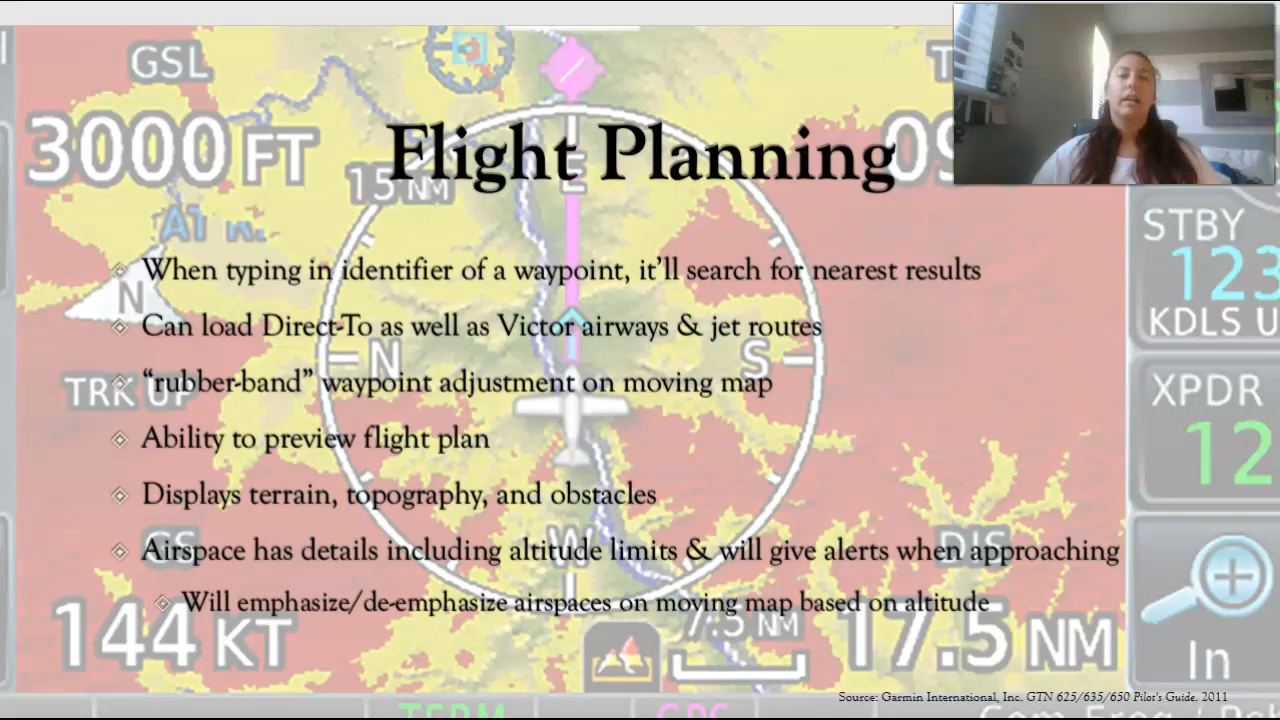 GSL
3000 FT
Flight Planning
15 NM
E
09
STBY
123
KDLS
N
When typing in identifier of a waypoint, it'll search for nearest results
Can load Direct-To as well as Victor airways & jet routes
N
S
TRK UP
"rubber-band" waypoint adjustment on moving map
XPDR
12
Ability to preview flight plan
Displays terrain, topography, and obstacles
GS
W
DIS
Airspace has details including altitude limits & will give alerts when approaching
Will emphasize/de-emphasize airspaces on moving map based on altitude
144 KT
7.5 NM
17.5 NM
In
Source: Garmin International, Inc. GTN 625/635/650 Pilot's Guide. 2011
TERM
GPS